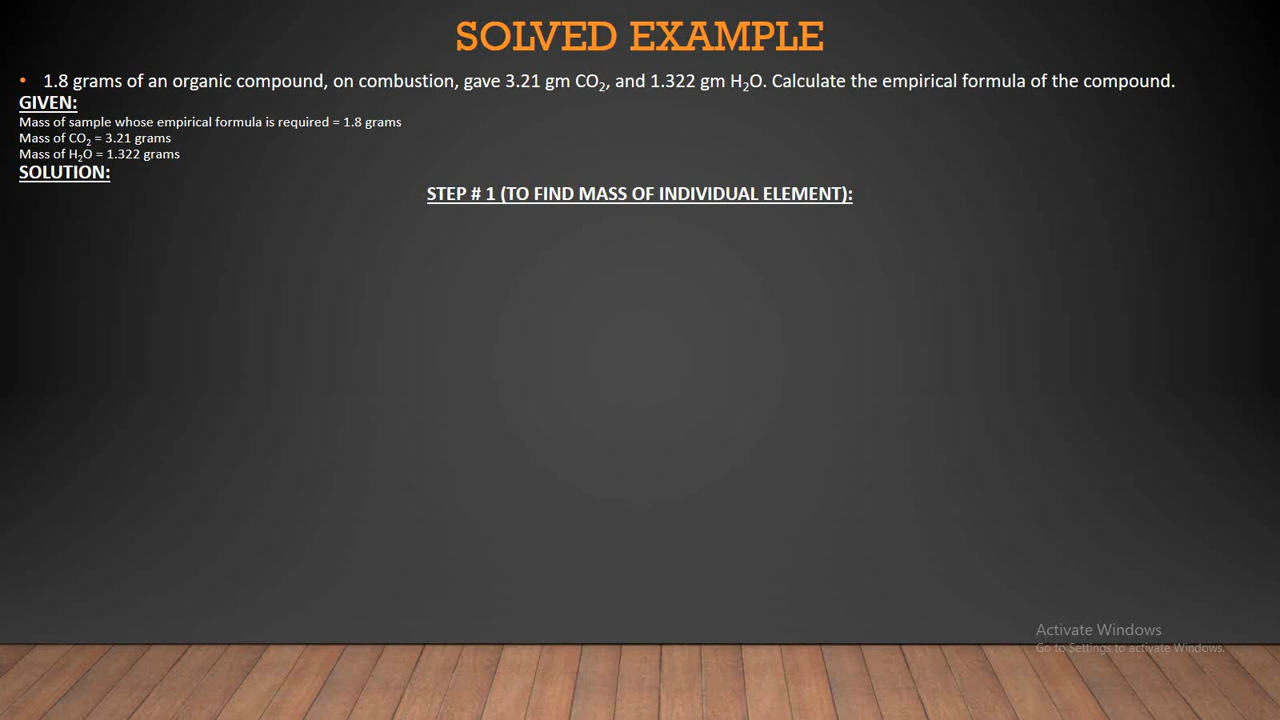 SOLVED EXAMPLE
• 1.8 grams of an organic compound, on combustion, gave 3.21 gm CO₂, and 1.322 gm H₂O. Calculate the empirical formula of the compound.
GIVEN:
Mass of sample whose empirical formula is required = 1.8 grams
Mass of CO₂ = 3.21 grams
Mass of H₂O = 1.322 grams
SOLUTION:
STEP # 1 (TO FIND MASS OF INDIVIDUAL ELEMENT):
Activate Windows
Go to Settings to activate Windows.